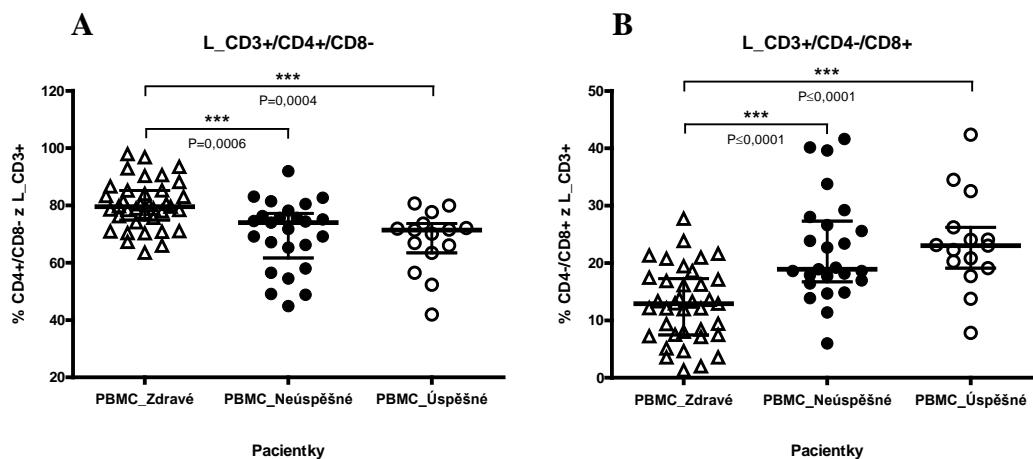 A
L_CD3+/CD4+/CD8-
% CD4+/CD8- z L_CD3+
120
100
80
60
40
20
***
P=0,0004
***
P=0,0006
PBMC_Zdravé
PBMC_Neúspěšné
PBMC_Úspěšné
Pacientky
B
L_CD3+/CD4-/CD8+
% CD4-/CD8+ z L_CD3+
50
40
30
20
10
0
***
P≤0,0001
***
P≤0,0001
PBMC_Zdravé
PBMC_Neúspěšné
PBMC_Úspěšné
Pacientky